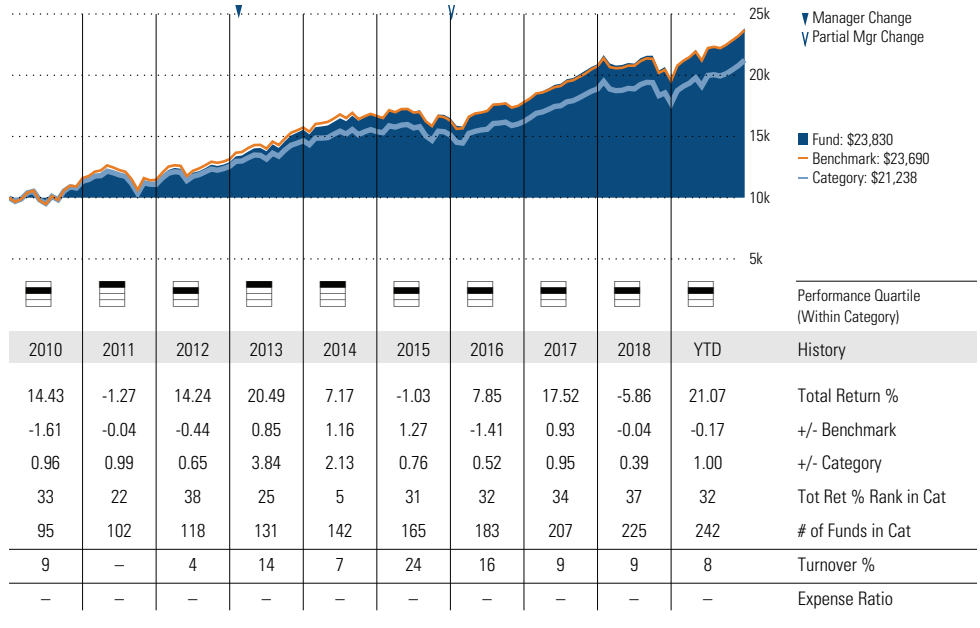 25k
Manager Change
Partial Mgr Change
20k
15k
Fund: $23,830
Benchmark: $23,690
Category: $21,238
10k
5k
Performance Quartile
(Within Category)
2010 2011 2012 2013 2014 2015 2016 2017 2018 YTD History
14.43 -1.27 14.24 20.49 7.17 -1.03 7.85 17.52 -5.86 21.07 Total Return %
-1.61 -0.04 -0.44 0.85 1.16 1.27 -1.41 0.93 -0.04 -0.17 +/- Benchmark
0.96 0.99 0.65 3.84 2.13 0.76 0.52 0.95 0.39 1.00 +/- Category
33 22 38 25 5 31 32 34 37 32 Tot Ret % Rank in Cat
95 102 118 131 142 165 183 207 225 242 # of Funds in Cat
9 – 4 14 7 24 16 9 9 8 Turnover %
– – – – – – – – – – Expense Ratio